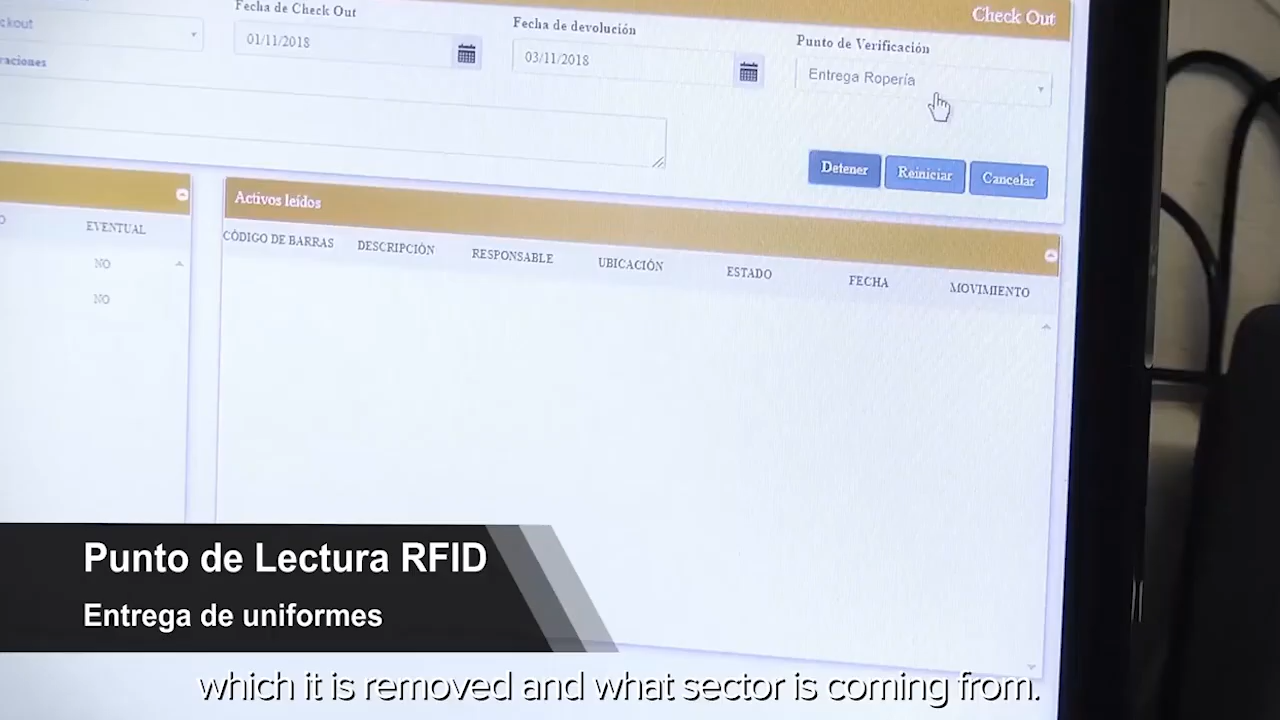 Check Out
ckout
Fecha de Check Out
01/11/2018
Fecha de devolución
03/11/2018
Punto de Verificación
Entrega Ropería
raciones
Detener
Reiniciar
Cancelar
EVENTUAL
NO
NO
Activos leídos
CÓDIGO DE BARRAS DESCRIPCIÓN RESPONSABLE UBICACIÓN ESTADO FECHA MOVIMIENTO
Punto de Lectura RFID
Entrega de uniformes
which it is removed and what sector is coming from.